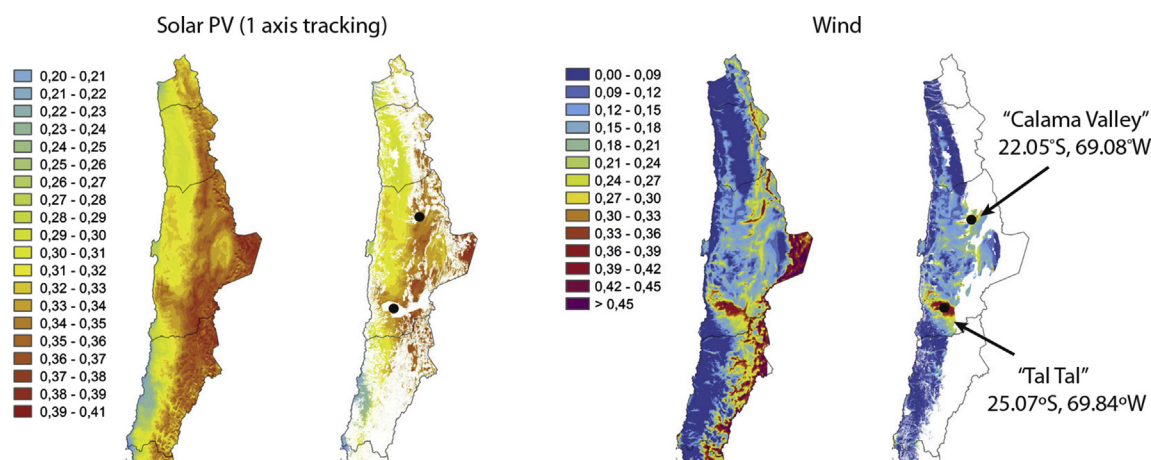 Solar PV (1 axis tracking)
0,20 - 0,21
0,21 - 0,22
0,22 - 0,23
0,23 - 0,24
0,24 - 0,25
0,25 - 0,26
0,26 - 0,27
0,27 - 0,28
0,28 - 0,29
0,29 - 0,30
0,30 - 0,31
0,31 - 0,32
0,32 - 0,33
0,33 - 0,34
0,34 - 0,35
0,35 - 0,36
0,36 - 0,37
0,37 - 0,38
0,38 - 0,39
0,39 - 0,41
Wind
0,00 - 0,09
0,09 - 0,12
0,12 - 0,15
0,15 - 0,18
0,18 - 0,21
0,21 - 0,24
0,24 - 0,27
0,27 - 0,30
0,30 - 0,33
0,33 - 0,36
0,36 - 0,39
0,39 - 0,42
0,42 - 0,45
> 0,45
“Calama Valley”
22.05°S, 69.08°W
“Tal Tal”
25.07ºS, 69.84ºW